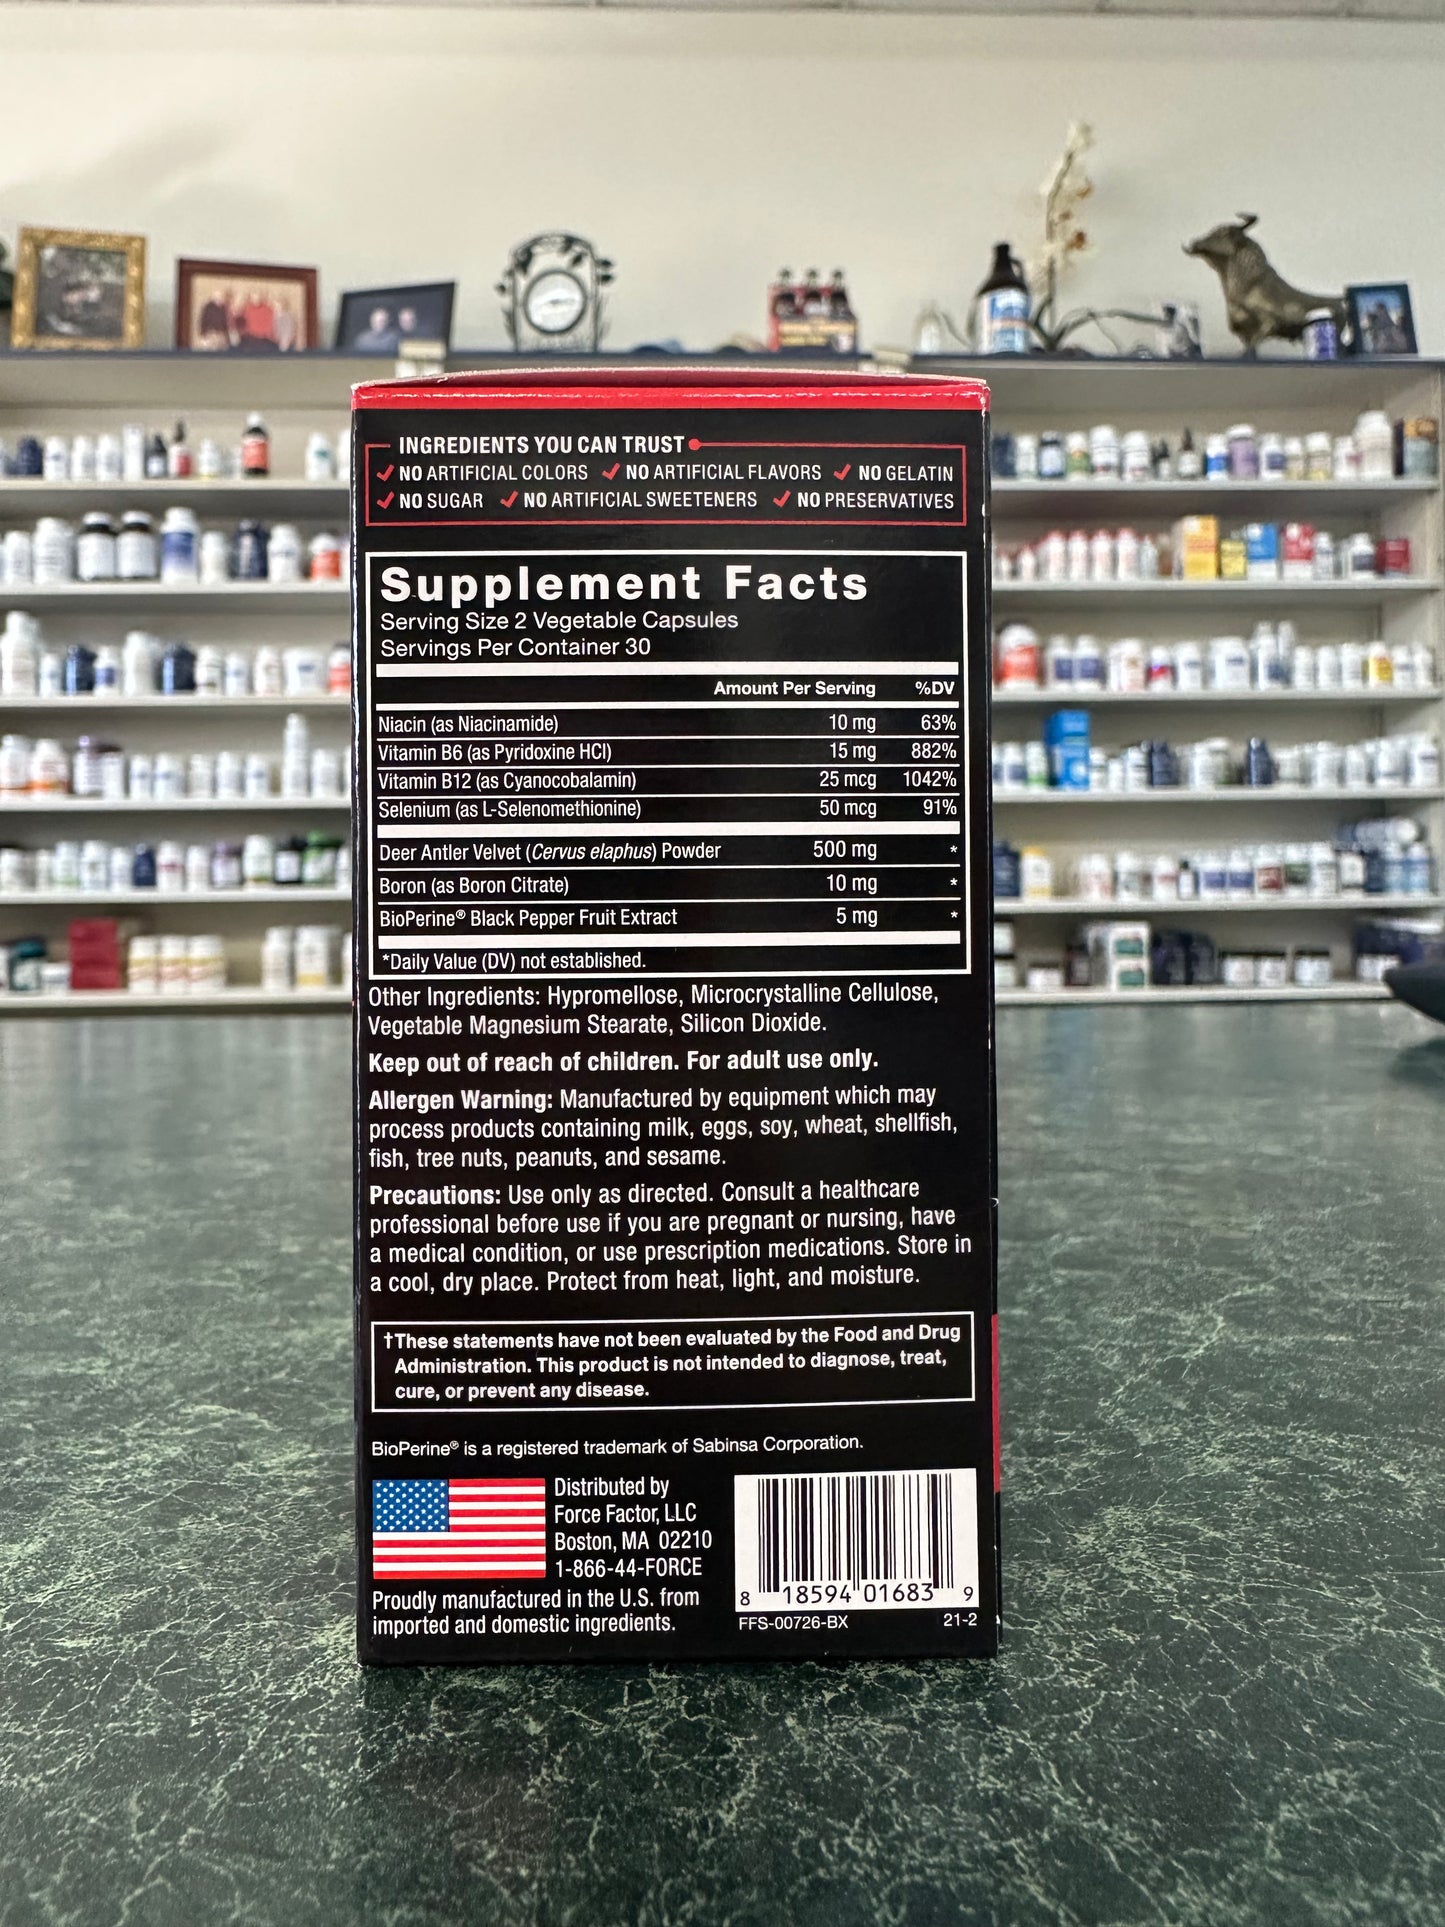 INGREDIENTS YOU CAN TRUST
NO ARTIFICIAL COLORS NO ARTIFICIAL FLAVORS NO GELATIN
NO SUGAR NO ARTIFICIAL SWEETENERS NO PRESERVATIVES
Supplement Facts
Serving Size 2 Vegetable Capsules
Servings Per Container 30
Amount Per Serving %DV
Niacin (as Niacinamide) 10 mg 63%
Vitamin B6 (as Pyridoxine HCl) 15 mg 882%
Vitamin B12 (as Cyanocobalamin) 25 mcg 1042%
Selenium (as L-Selenomethionine) 50 mcg 91%
Deer Antler Velvet (Cervus elaphus) Powder 500 mg *
Boron (as Boron Citrate) 10 mg *
BioPerine® Black Pepper Fruit Extract 5 mg *
*Daily Value (DV) not established.
Other Ingredients: Hypromellose, Microcrystalline Cellulose,
Vegetable Magnesium Stearate, Silicon Dioxide.
Keep out of reach of children. For adult use only.
Allergen Warning: Manufactured by equipment which may
process products containing milk, eggs, soy, wheat, shellfish,
fish, tree nuts, peanuts, and sesame.
Precautions: Use only as directed. Consult a healthcare
professional before use if you are pregnant or nursing, have
a medical condition, or use prescription medications. Store in
a cool, dry place. Protect from heat, light, and moisture.
†These statements have not been evaluated by the Food and Drug
Administration. This product is not intended to diagnose, treat,
cure, or prevent any disease.
BioPerine® is a registered trademark of Sabinsa Corporation.
Distributed by
Force Factor, LLC
Boston, MA 02210
1-866-44-FORCE
Proudly manufactured in the U.S. from
imported and domestic ingredients.
8 18594 01683 9
FFS-00726-BX 21-2